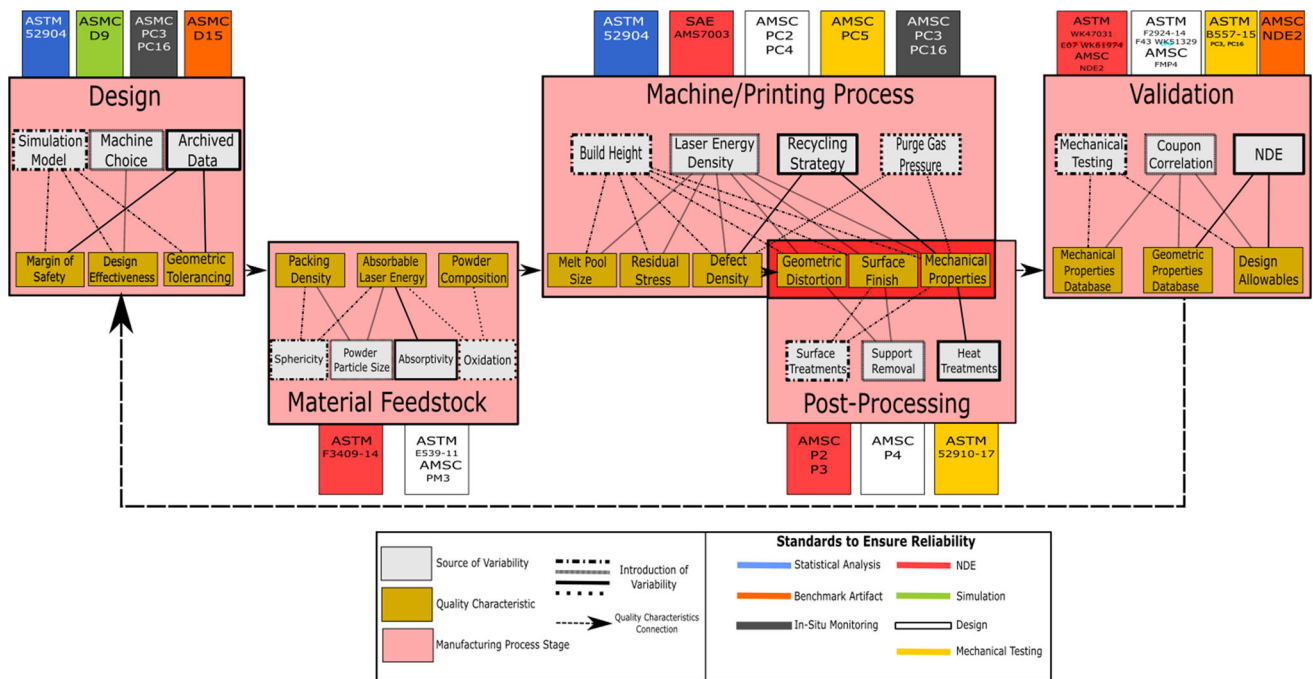 ASTM
52904
ASMC
D9
ASMC
PC3
PC16
ASMC
D15
ASTM
52904
SAE
AMS7003
AMSC
PC2
PC4
AMSC
PC5
AMSC
PC3
PC16
ASTM
WK47031
E07 WK61974
AMSC
NDE2
ASTM
F2924-14
F43 WK51329
AMSC
FMP4
ASTM
B557-15
PC3, PC16
AMSC
NDE2
Design
Simulation
Model
Machine
Choice
Archived
Data
Margin of
Safety
Design
Effectiveness
Geometric
Tolerancing
Packing
Density
Absorbable
Laser Energy
Powder
Composition
Sphericity
Powder
Particle Size
Absorptivity
Oxidation
Material Feedstock
ASTM
F3409-14
ASTM
E539-11
AMSC
PM3
Machine/Printing Process
Build Height
Laser Energy
Density
Recycling
Strategy
Purge Gas
Pressure
Melt Pool
Size
Residual
Stress
Defect
Density
Geometric
Distortion
Surface
Finish
Mechanical
Properties
Surface
Treatments
Support
Removal
Heat
Treatments
Post-Processing
AMSC
P2
P3
AMSC
P4
ASTM
52910-17
Validation
Mechanical
Testing
Coupon
Correlation
NDE
Mechanical
Properties
Database
Geometric
Properties
Database
Design
Allowables
Source of Variability
Quality Characteristic
Manufacturing Process Stage
Introduction of
Variability
Quality Characteristics
Connection
Standards to Ensure Reliability
Statistical Analysis
Benchmark Artifact
In-Situ Monitoring
NDE
Simulation
Design
Mechanical Testing